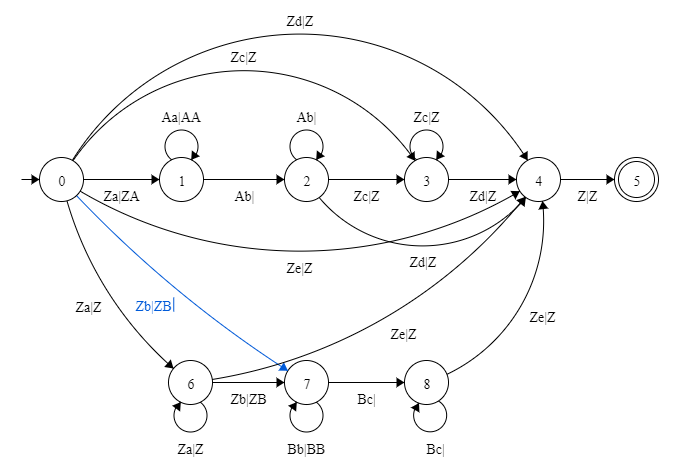 Zd|Z
Zc|Z
Aa|AA
Ab|
Zc|Z
0
1
2
3
4
5
Za|ZA
Ab|
Zc|Z
Zd|Z
Z|Z
Ze|Z
Zd|Z
Za|Z
Zb|ZB|
Ze|Z
Ze|Z
6
7
8
Zb|ZB
Bc|
Za|Z
Bb|BB
Bc|